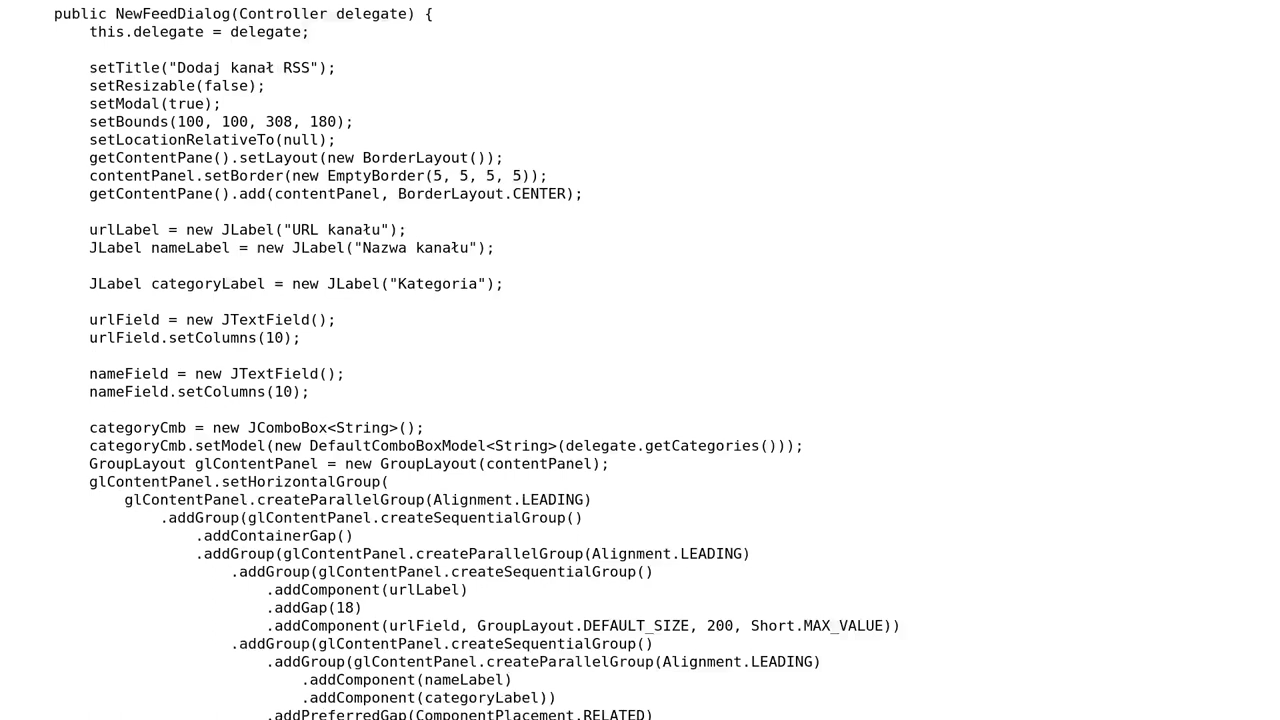 public NewFeedDialog(Controller delegate) {
this.delegate = delegate;
setTitle("Dodaj kanał RSS");
setResizable(false);
setModal(true);
setBounds(100, 100, 308, 180);
setLocationRelativeTo(null);
getContentPane().setLayout(new BorderLayout());
contentPanel.setBorder(new EmptyBorder(5, 5, 5, 5));
getContentPane().add(contentPanel, BorderLayout.CENTER);
urlLabel = new JLabel("URL kanału");
JLabel nameLabel = new JLabel("Nazwa kanału");
JLabel categoryLabel = new JLabel("Kategoria");
urlField = new JTextField();
urlField.setColumns(10);
nameField = new JTextField();
nameField.setColumns(10);
categoryCmb = new JComboBox<String>();
categoryCmb.setModel(new DefaultComboBoxModel<String>(delegate.getCategories()));
GroupLayout glContentPanel = new GroupLayout(contentPanel);
glContentPanel.setHorizontalGroup(
glContentPanel.createParallelGroup(Alignment.LEADING)
.addGroup(glContentPanel.createSequentialGroup()
.addContainerGap()
.addGroup(glContentPanel.createParallelGroup(Alignment.LEADING)
.addGroup(glContentPanel.createSequentialGroup()
.addComponent(urlLabel)
.addGap(18)
.addComponent(urlField, GroupLayout.DEFAULT_SIZE, 200, Short.MAX_VALUE))
.addGroup(glContentPanel.createSequentialGroup()
.addGroup(glContentPanel.createParallelGroup(Alignment.LEADING)
.addComponent(nameLabel)
.addComponent(categoryLabel))
.addPreferredGap(ComponentPlacement.RELATED)